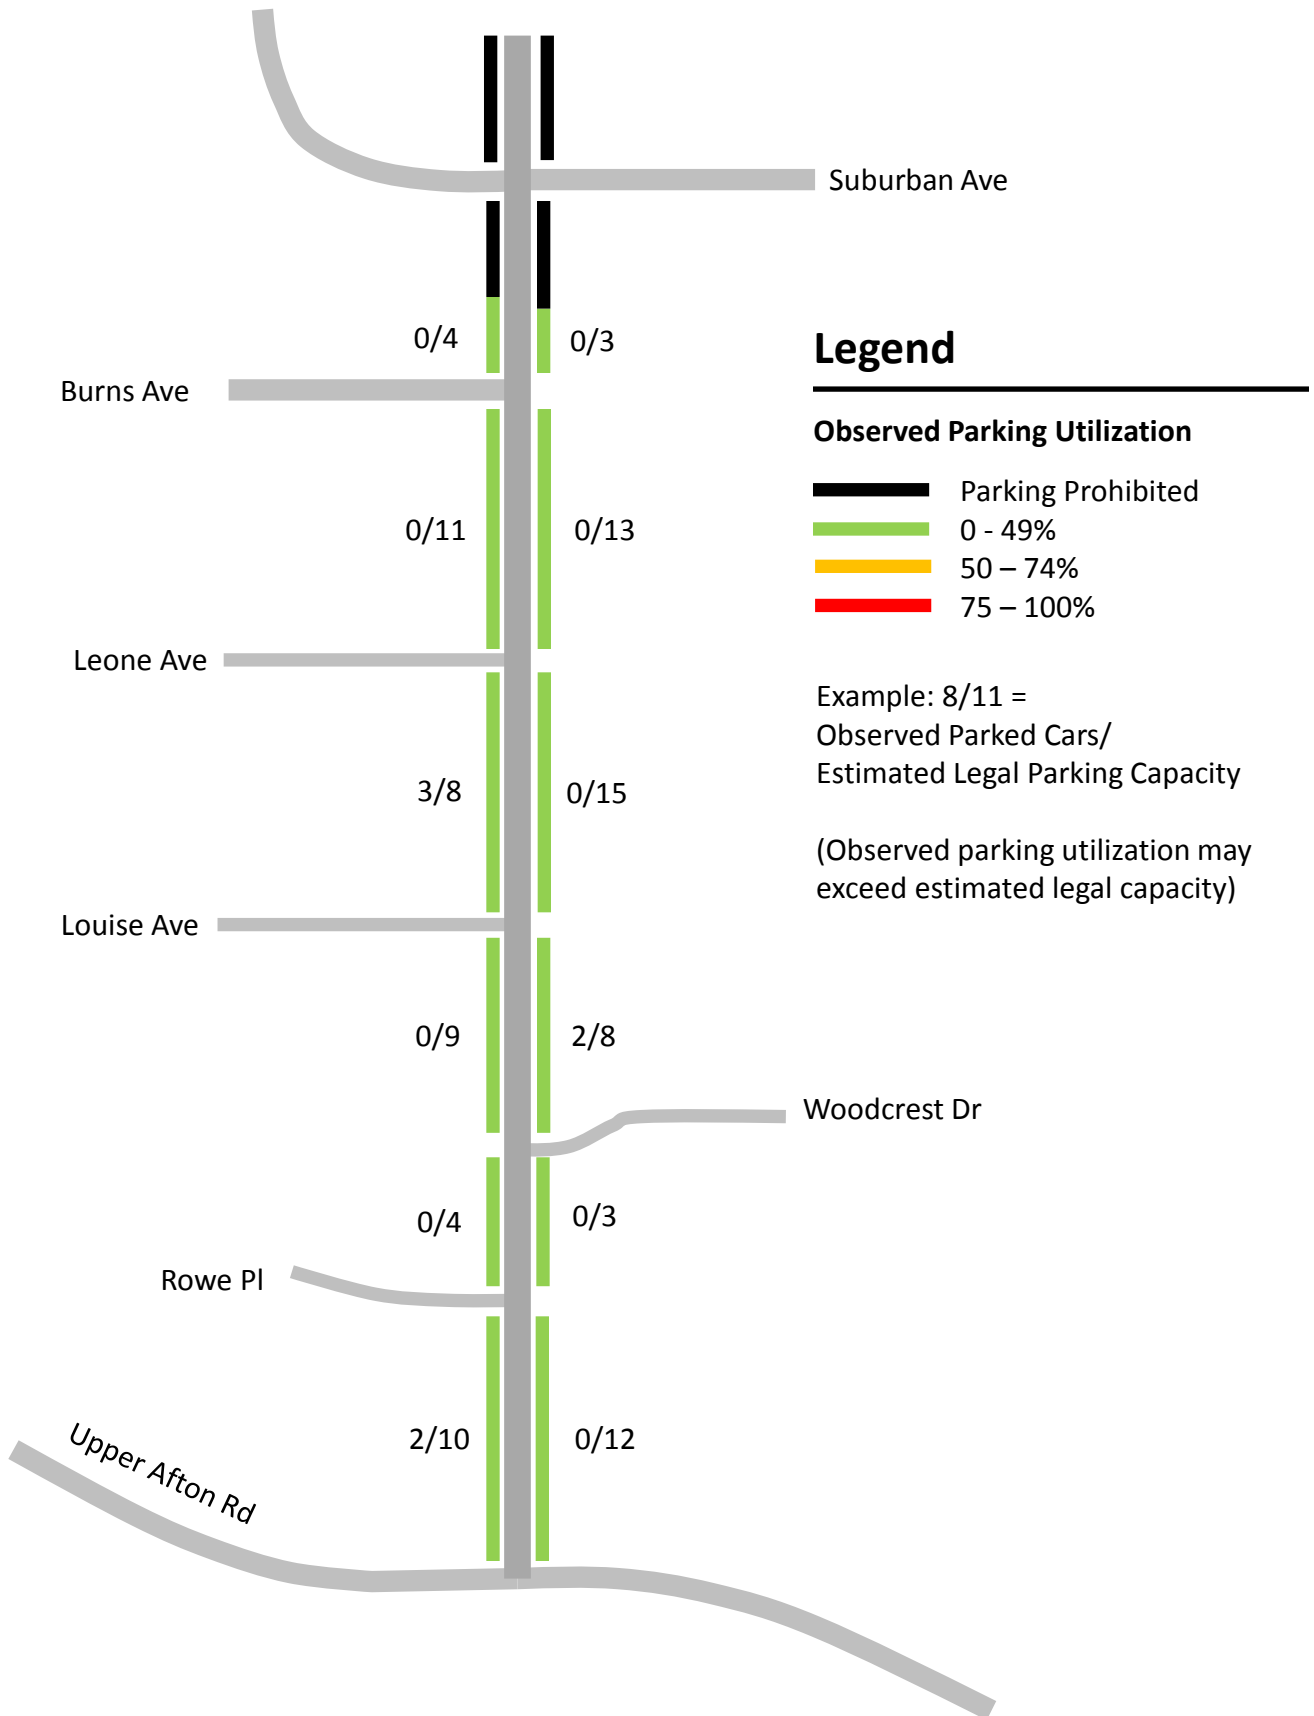 Suburban Ave
0/4
0/3
Burns Ave
0/11
0/13
Leone Ave
3/8
0/15
Louise Ave
0/9
2/8
Woodcrest Dr
0/4
0/3
Rowe Pl
2/10
0/12
Upper Afton Rd
Legend
Observed Parking Utilization
Parking Prohibited
0 - 49%
50 – 74%
75 – 100%
Example: 8/11 =
Observed Parked Cars/
Estimated Legal Parking Capacity
(Observed parking utilization may
exceed estimated legal capacity)